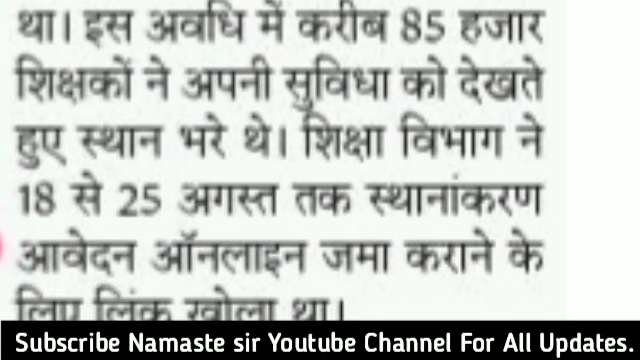 था। इस अवधि में करीब 85 हजार
शिक्षकों ने अपनी सुविधा को देखते
हुए स्थान भरे थे। शिक्षा विभाग ने
18 से 25 अगस्त तक स्थानांकरण
आवेदन ऑनलाइन जमा कराने के
लिए लिंक खोला था।
Subscribe Namaste sir Youtube Channel For All Updates.